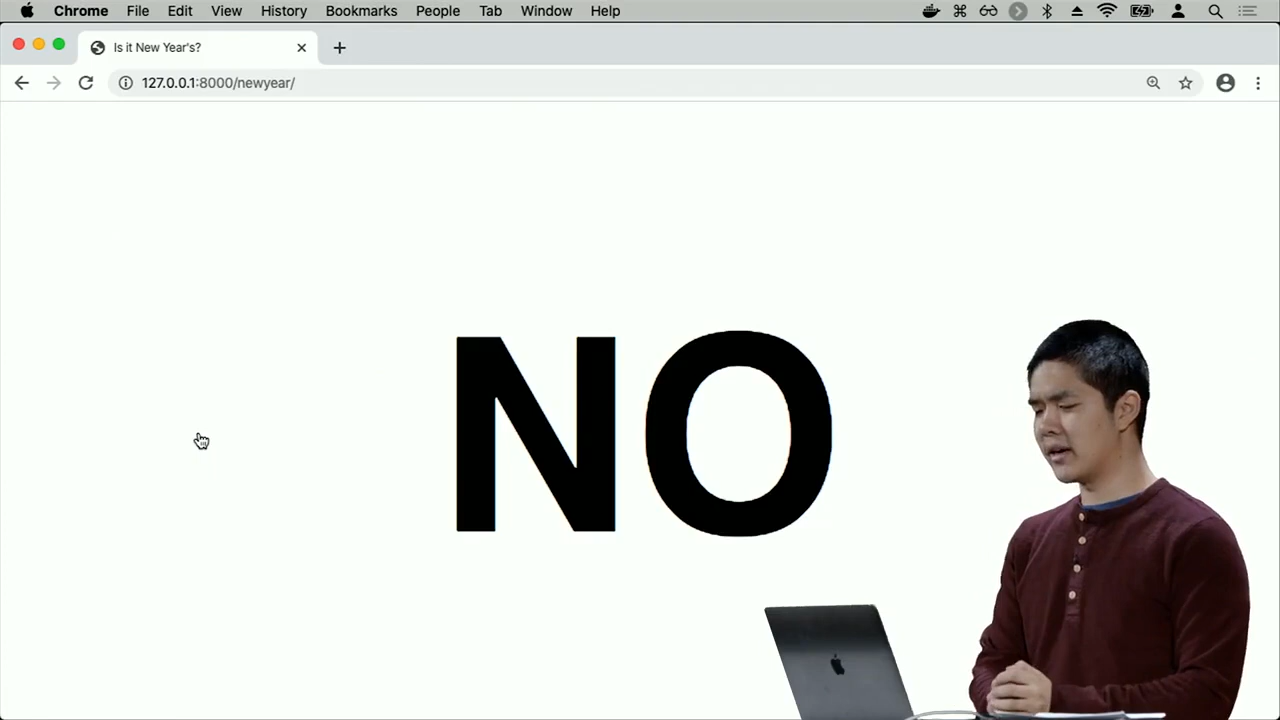 Chrome File Edit View History Bookmarks People Tab Window Help
Is it New Year's?
127.0.0.1:8000/newyear/
NO